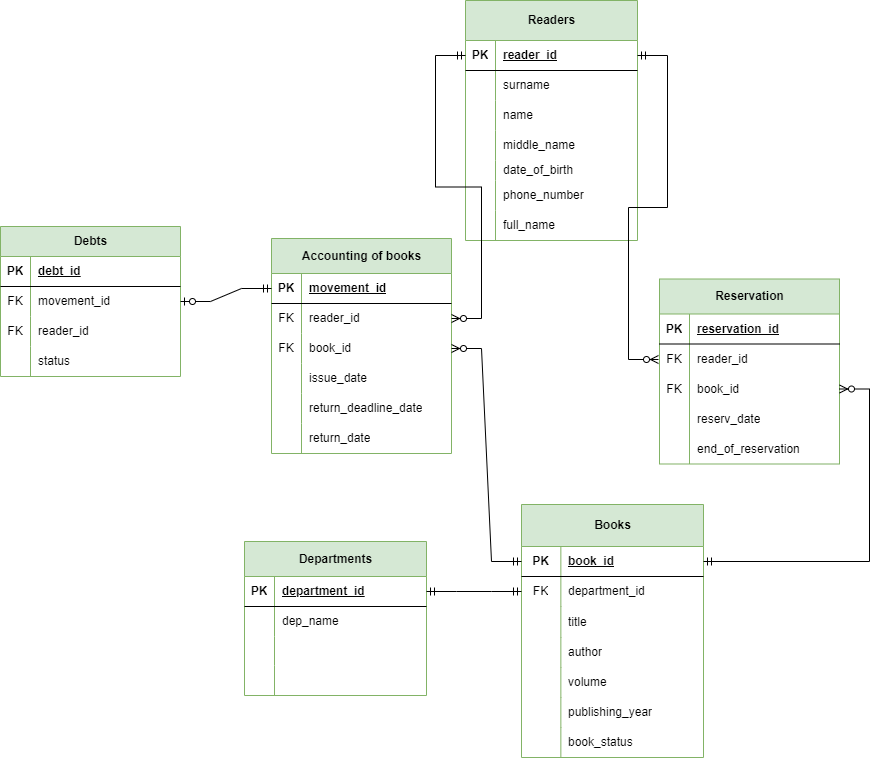 Readers
PK reader_id
surname
name
middle_name
date_of_birth
phone_number
full_name
Debts
PK debt_id
FK movement_id
FK reader_id
status
Accounting of books
PK movement_id
FK reader_id
FK book_id
issue_date
return_deadline_date
return_date
Reservation
PK reservation_id
FK reader_id
FK book_id
reserv_date
end_of_reservation
Departments
PK department_id
dep_name
Books
PK book_id
FK department_id
title
author
volume
publishing_year
book_status